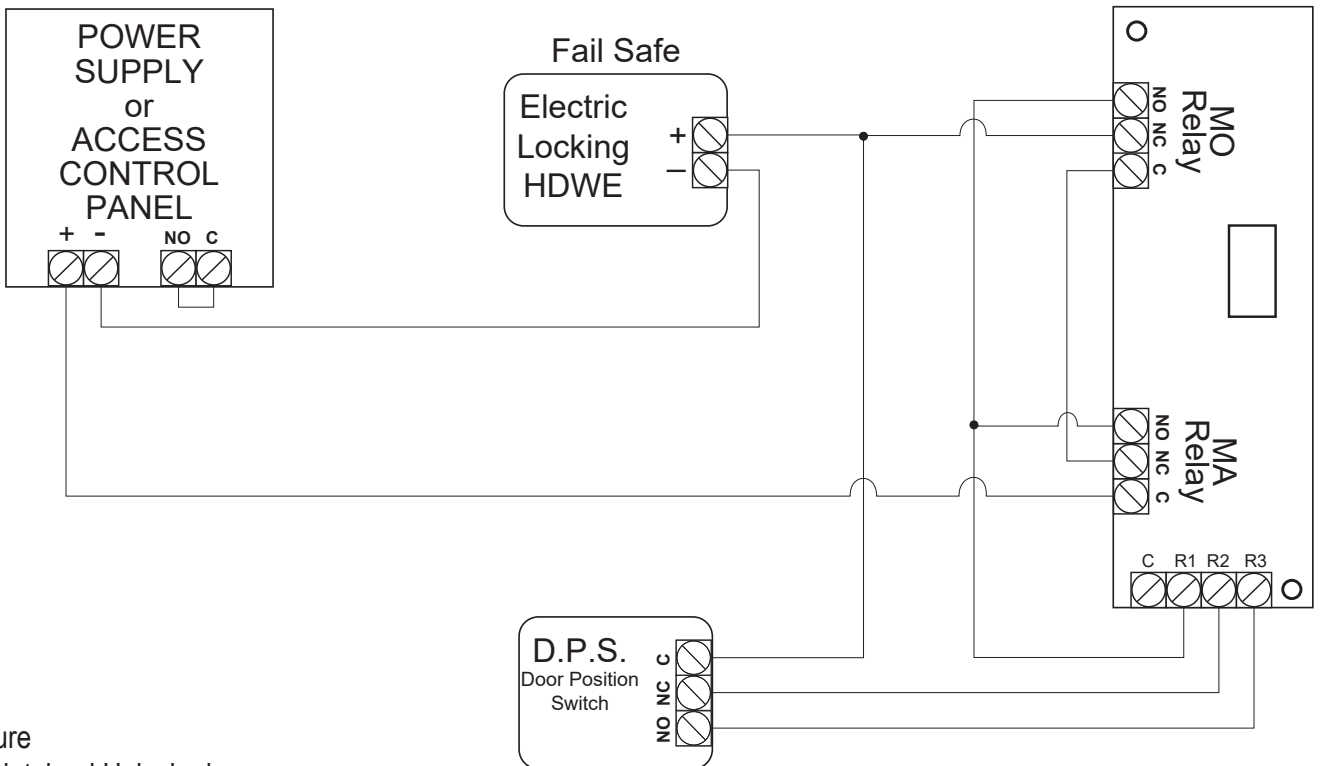 POWER
SUPPLY
or
ACCESS
CONTROL
PANEL
+ -
NO C
Fail Safe
Electric
Locking
HDWE
+
–
NO
NC
C
MO
Relay
NO
NC
C
MA
Relay
C R1 R2 R3
D.P.S.
Door Position
Switch
C
NC
NO